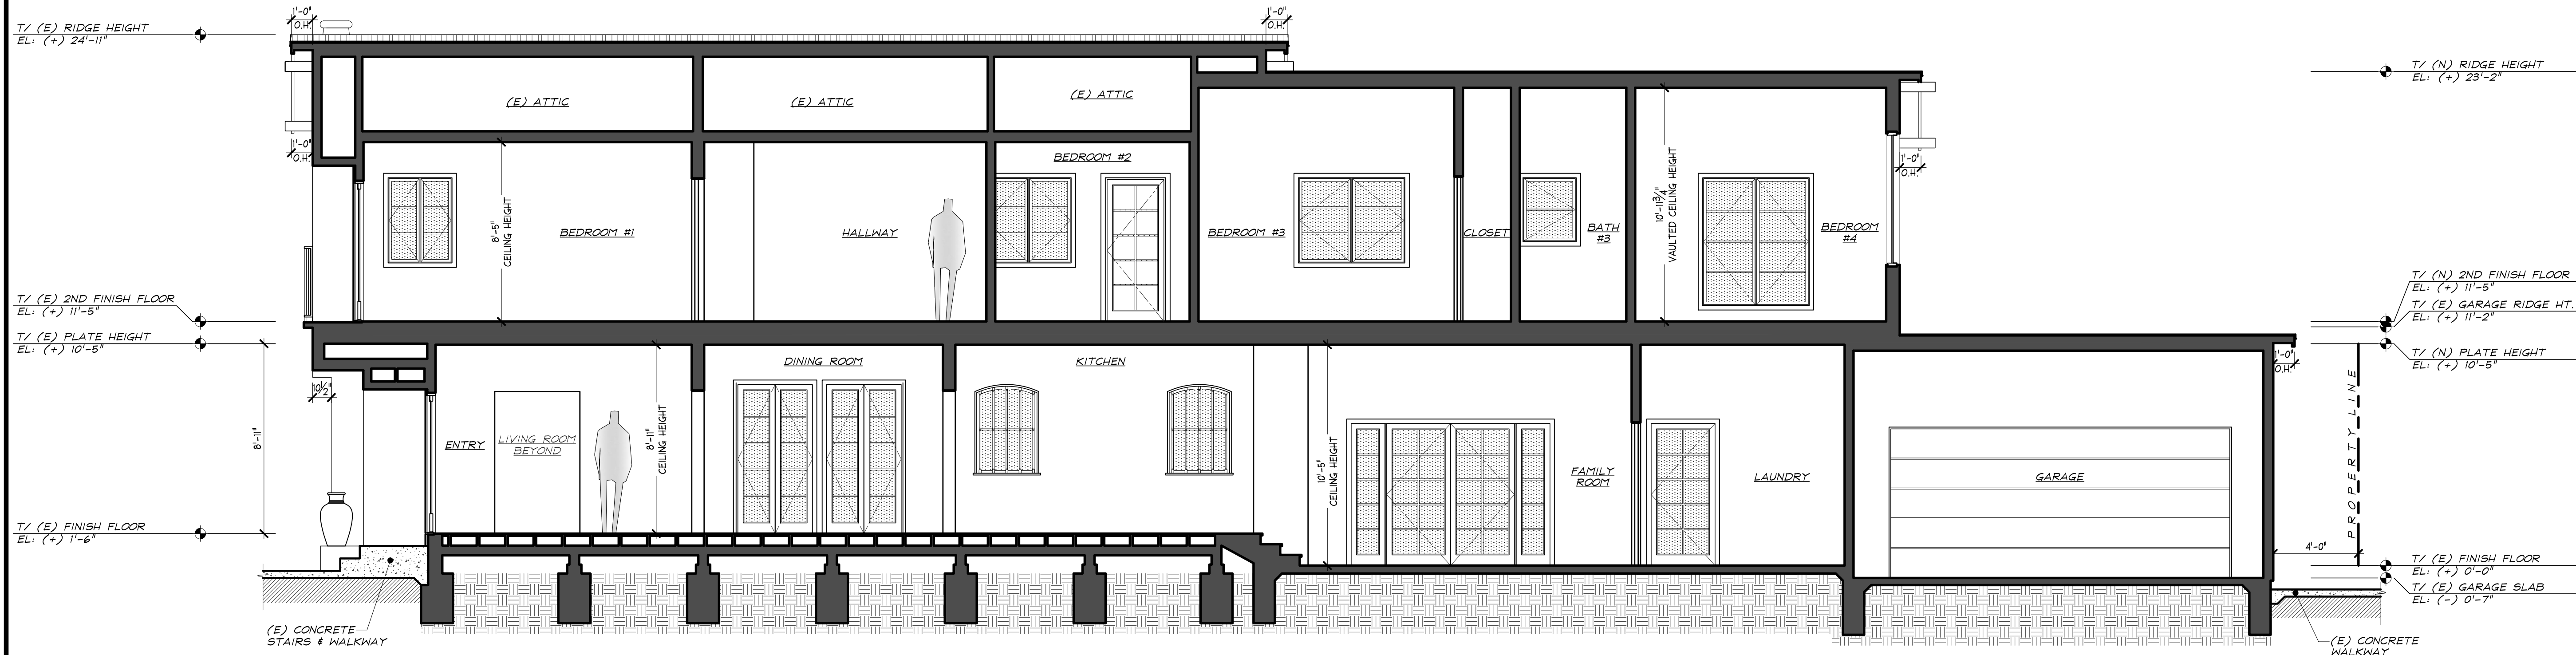 1'-0"
O.H.
1'-0"
O.H.
T/ (E) RIDGE HEIGHT
EL: (+) 24'-11"
T/ (N) RIDGE HEIGHT
EL: (+) 23'-2"
(E) ATTIC
(E) ATTIC
(E) ATTIC
1'-0"
O.H.
1'-0"
O.H.
8'-5"
CEILING HEIGHT
BEDROOM #1
HALLWAY
BEDROOM #2
BEDROOM #3
CLOSET
BATH
#3
10'-11¾"
VAULTED CEILING HEIGHT
BEDROOM
#4
T/ (E) 2ND FINISH FLOOR
EL: (+) 11'-5"
T/ (E) PLATE HEIGHT
EL: (+) 10'-5"
T/ (N) 2ND FINISH FLOOR
EL: (+) 11'-5"
T/ (E) GARAGE RIDGE HT.
EL: (+) 11'-2"
T/ (N) PLATE HEIGHT
EL: (+) 10'-5"
1'-0"
O.H.
10½"
8'-11"
ENTRY
LIVING ROOM
BEYOND
8'-11"
CEILING HEIGHT
DINING ROOM
KITCHEN
10'-5"
CEILING HEIGHT
FAMILY
ROOM
LAUNDRY
GARAGE
PROPERTY LINE
4'-0"
T/ (E) FINISH FLOOR
EL: (+) 1'-6"
T/ (E) FINISH FLOOR
EL: (+) 0'-0"
T/ (E) GARAGE SLAB
EL: (-) 0'-7"
(E) CONCRETE
STAIRS & WALKWAY
(E) CONCRETE
WALKWAY